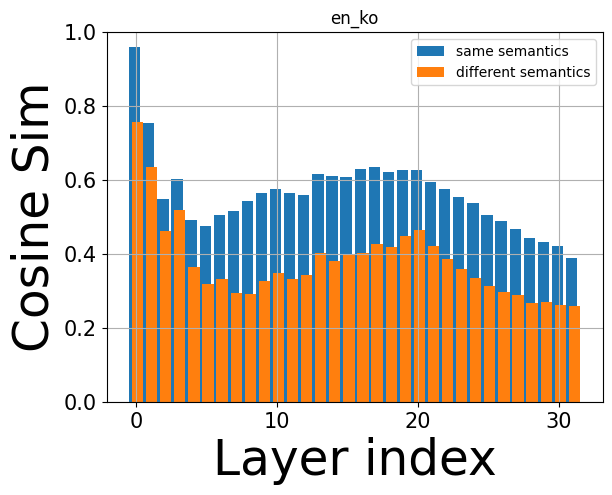 en_ko
same semantics
different semantics
Cosine Sim
1.0
0.8
0.6
0.4
0.2
0.0
0 10 20 30
Layer index